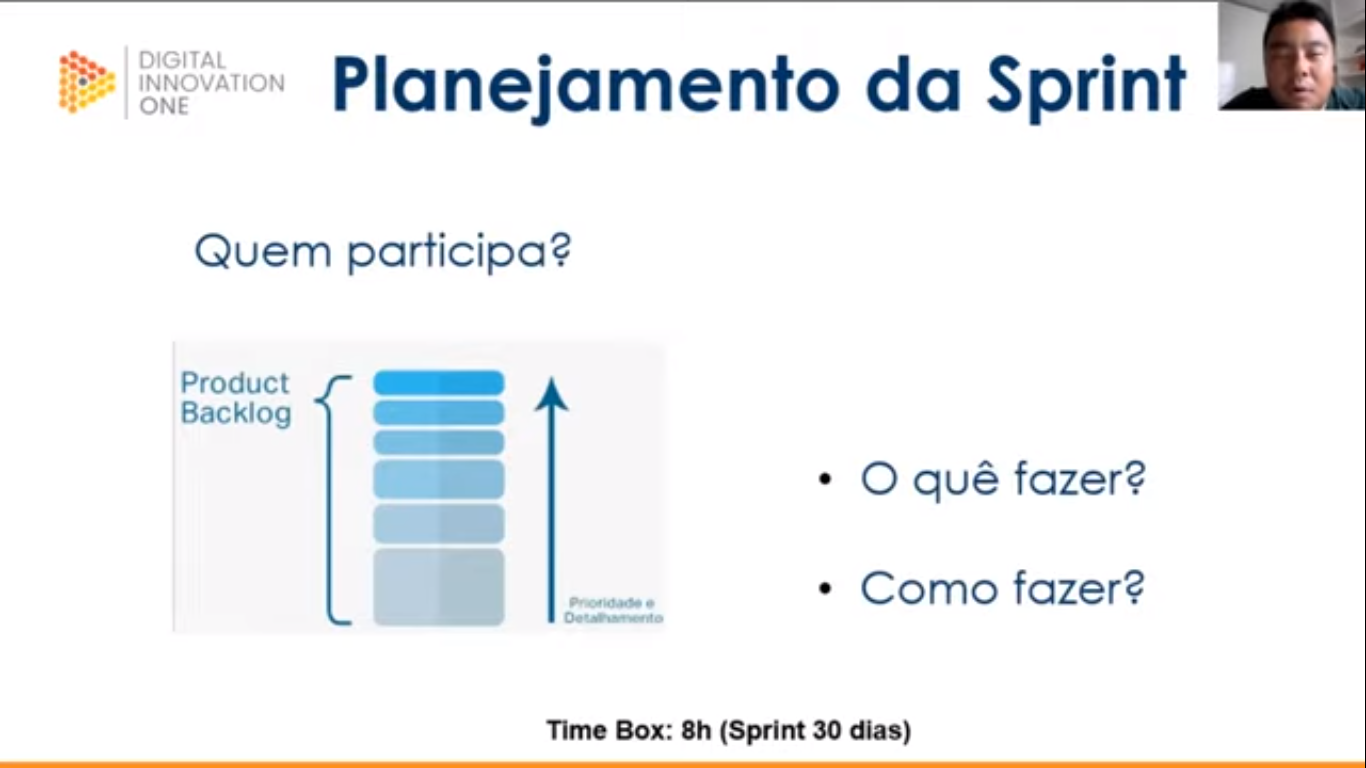 DIGITAL
INNOVATION
ONE
Planejamento da Sprint
Quem participa?
Product
Backlog
Prioridade e
Detalhamento
• O quê fazer?
• Como fazer?
Time Box: 8h (Sprint 30 dias)